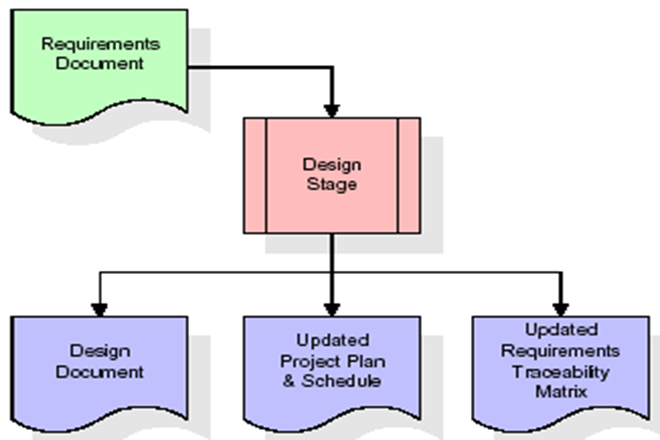 Requirements
Document
Design
Stage
Design
Document
Updated
Project Plan
& Schedule
Updated
Requirements
Traceability
Matrix